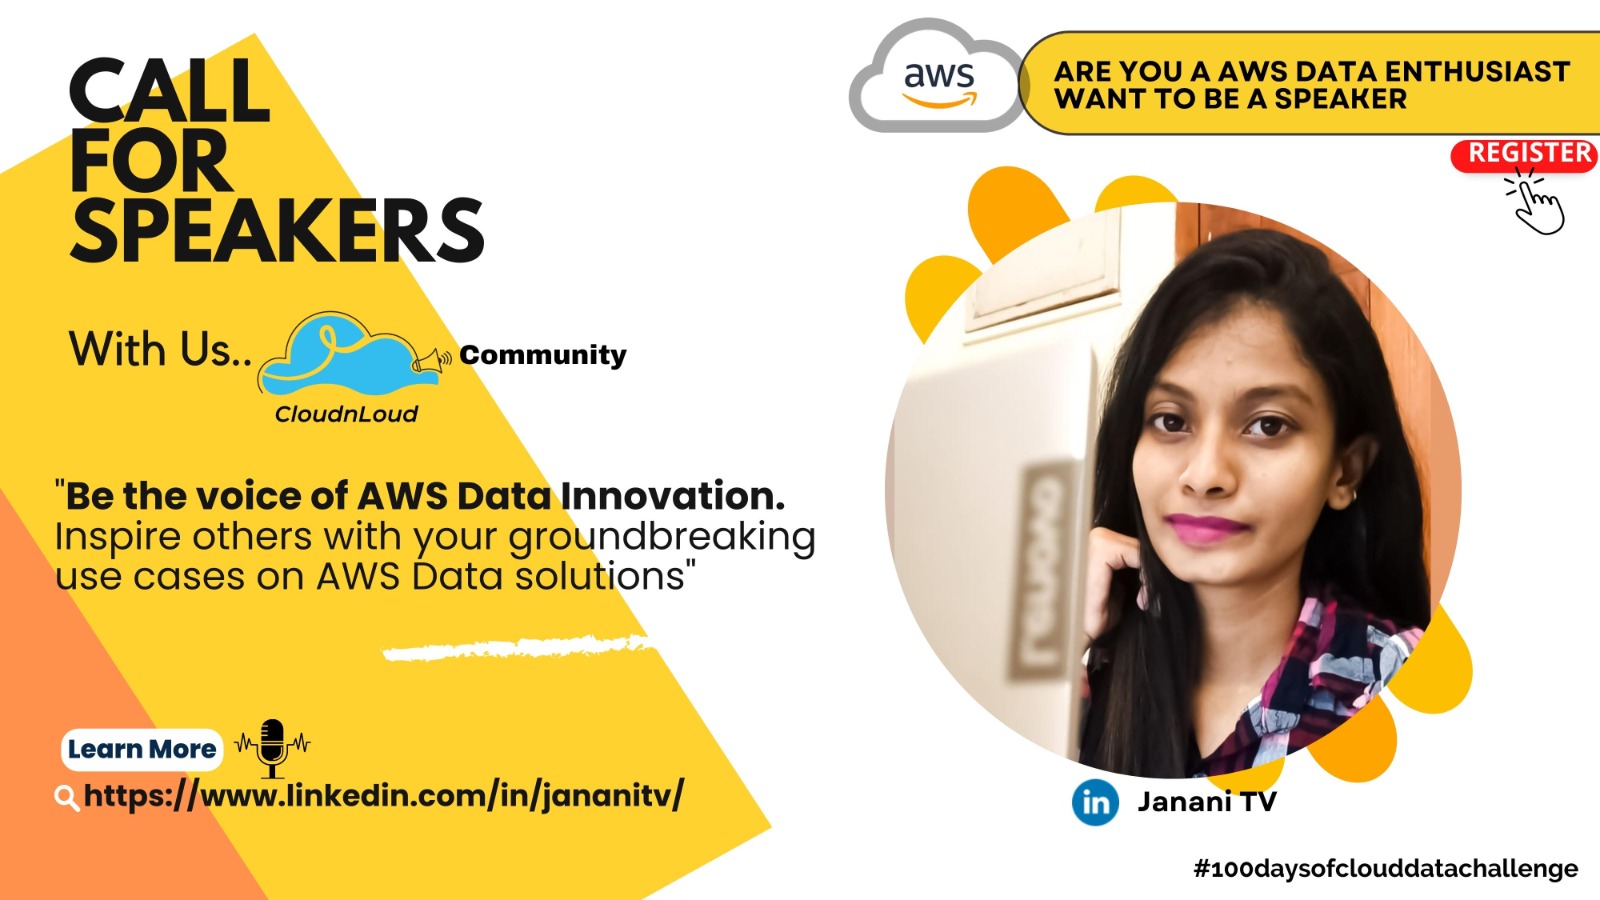 CALL
FOR
SPEAKERS
With Us..
Community
CloudnLoud
"Be the voice of AWS Data Innovation.
Inspire others with your groundbreaking
use cases on AWS Data solutions"
Learn More
https://www.linkedin.com/in/jananitv/
aws
ARE YOU A AWS DATA ENTHUSIAST
WANT TO BE A SPEAKER
REGISTER
lenovo
in
Janani TV
#100daysofclouddatachallenge